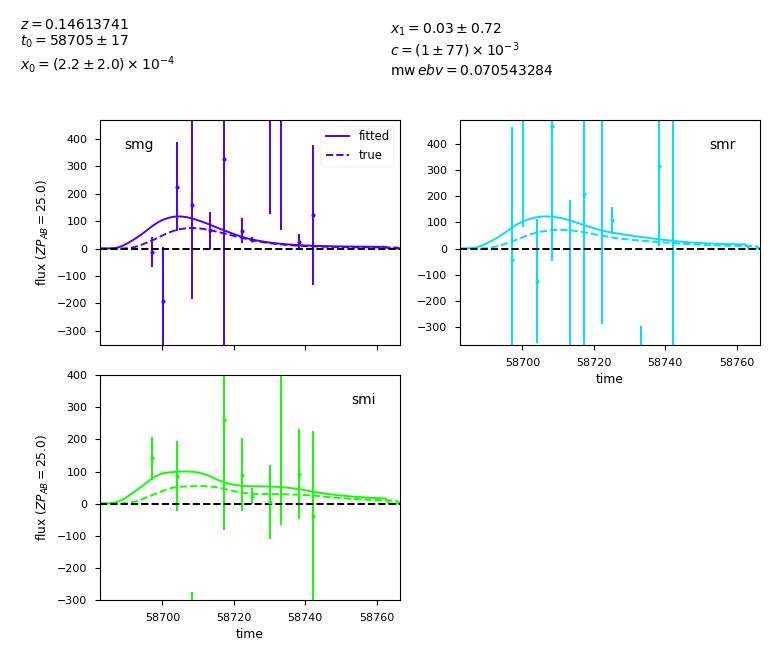 z = 0.14613741
t₀ = 58705 ± 17
x₀ = (2.2 ± 2.0) × 10⁻⁴
x₁ = 0.03 ± 0.72
c = (1 ± 77) × 10⁻³
mw ebv = 0.070543284
smg
fitted
true
400
300
200
100
0
−100
−200
−300
flux (ZP_AB = 25.0)
smr
400
300
200
100
0
−100
−200
−300
58700 58720 58740 58760
time
smi
400
300
200
100
0
−100
−200
−300
flux (ZP_AB = 25.0)
58700 58720 58740 58760
time